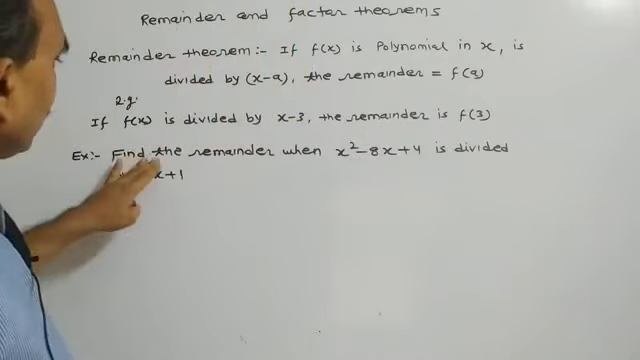 Remainder and factor theorems
Remainder theorem:- If f(x) is Polynomial in x, is
divided by (x-a), the remainder = f(a)
e.g.
If f(x) is divided by x-3, the remainder is f(3)
Ex:- Find the remainder when x²-8x+4 is divided
x+1